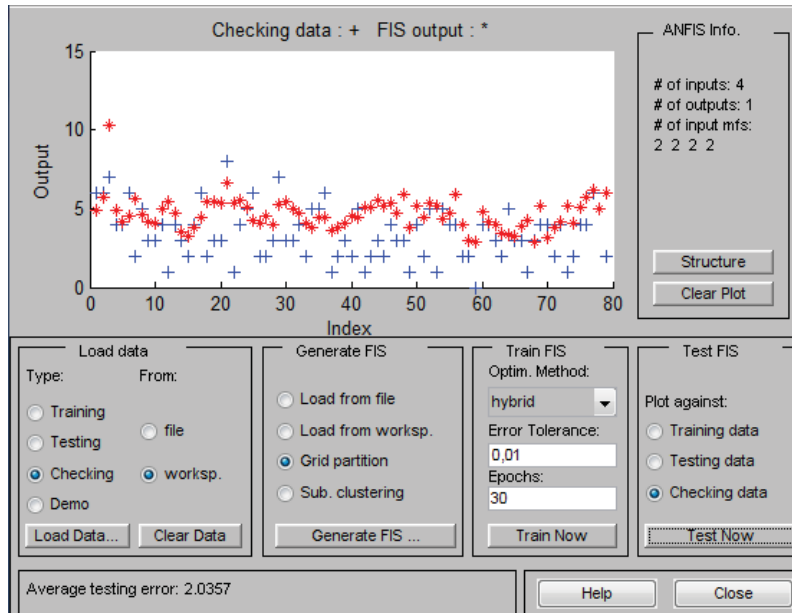 Checking data : +   FIS output : *
15
10
5
0
Output
0 10 20 30 40 50 60 70 80
Index
ANFIS Info.
# of inputs: 4
# of outputs: 1
# of input mfs:
2 2 2 2
Structure
Clear Plot
Load data
Type:
From:
Training
Testing
Checking
Demo
file
worksp.
Load Data...
Clear Data
Generate FIS
Load from file
Load from worksp.
Grid partition
Sub. clustering
Generate FIS ...
Train FIS
Optim. Method:
hybrid
Error Tolerance:
0,01
Epochs:
30
Train Now
Test FIS
Plot against:
Training data
Testing data
Checking data
Test Now
Average testing error: 2.0357
Help
Close